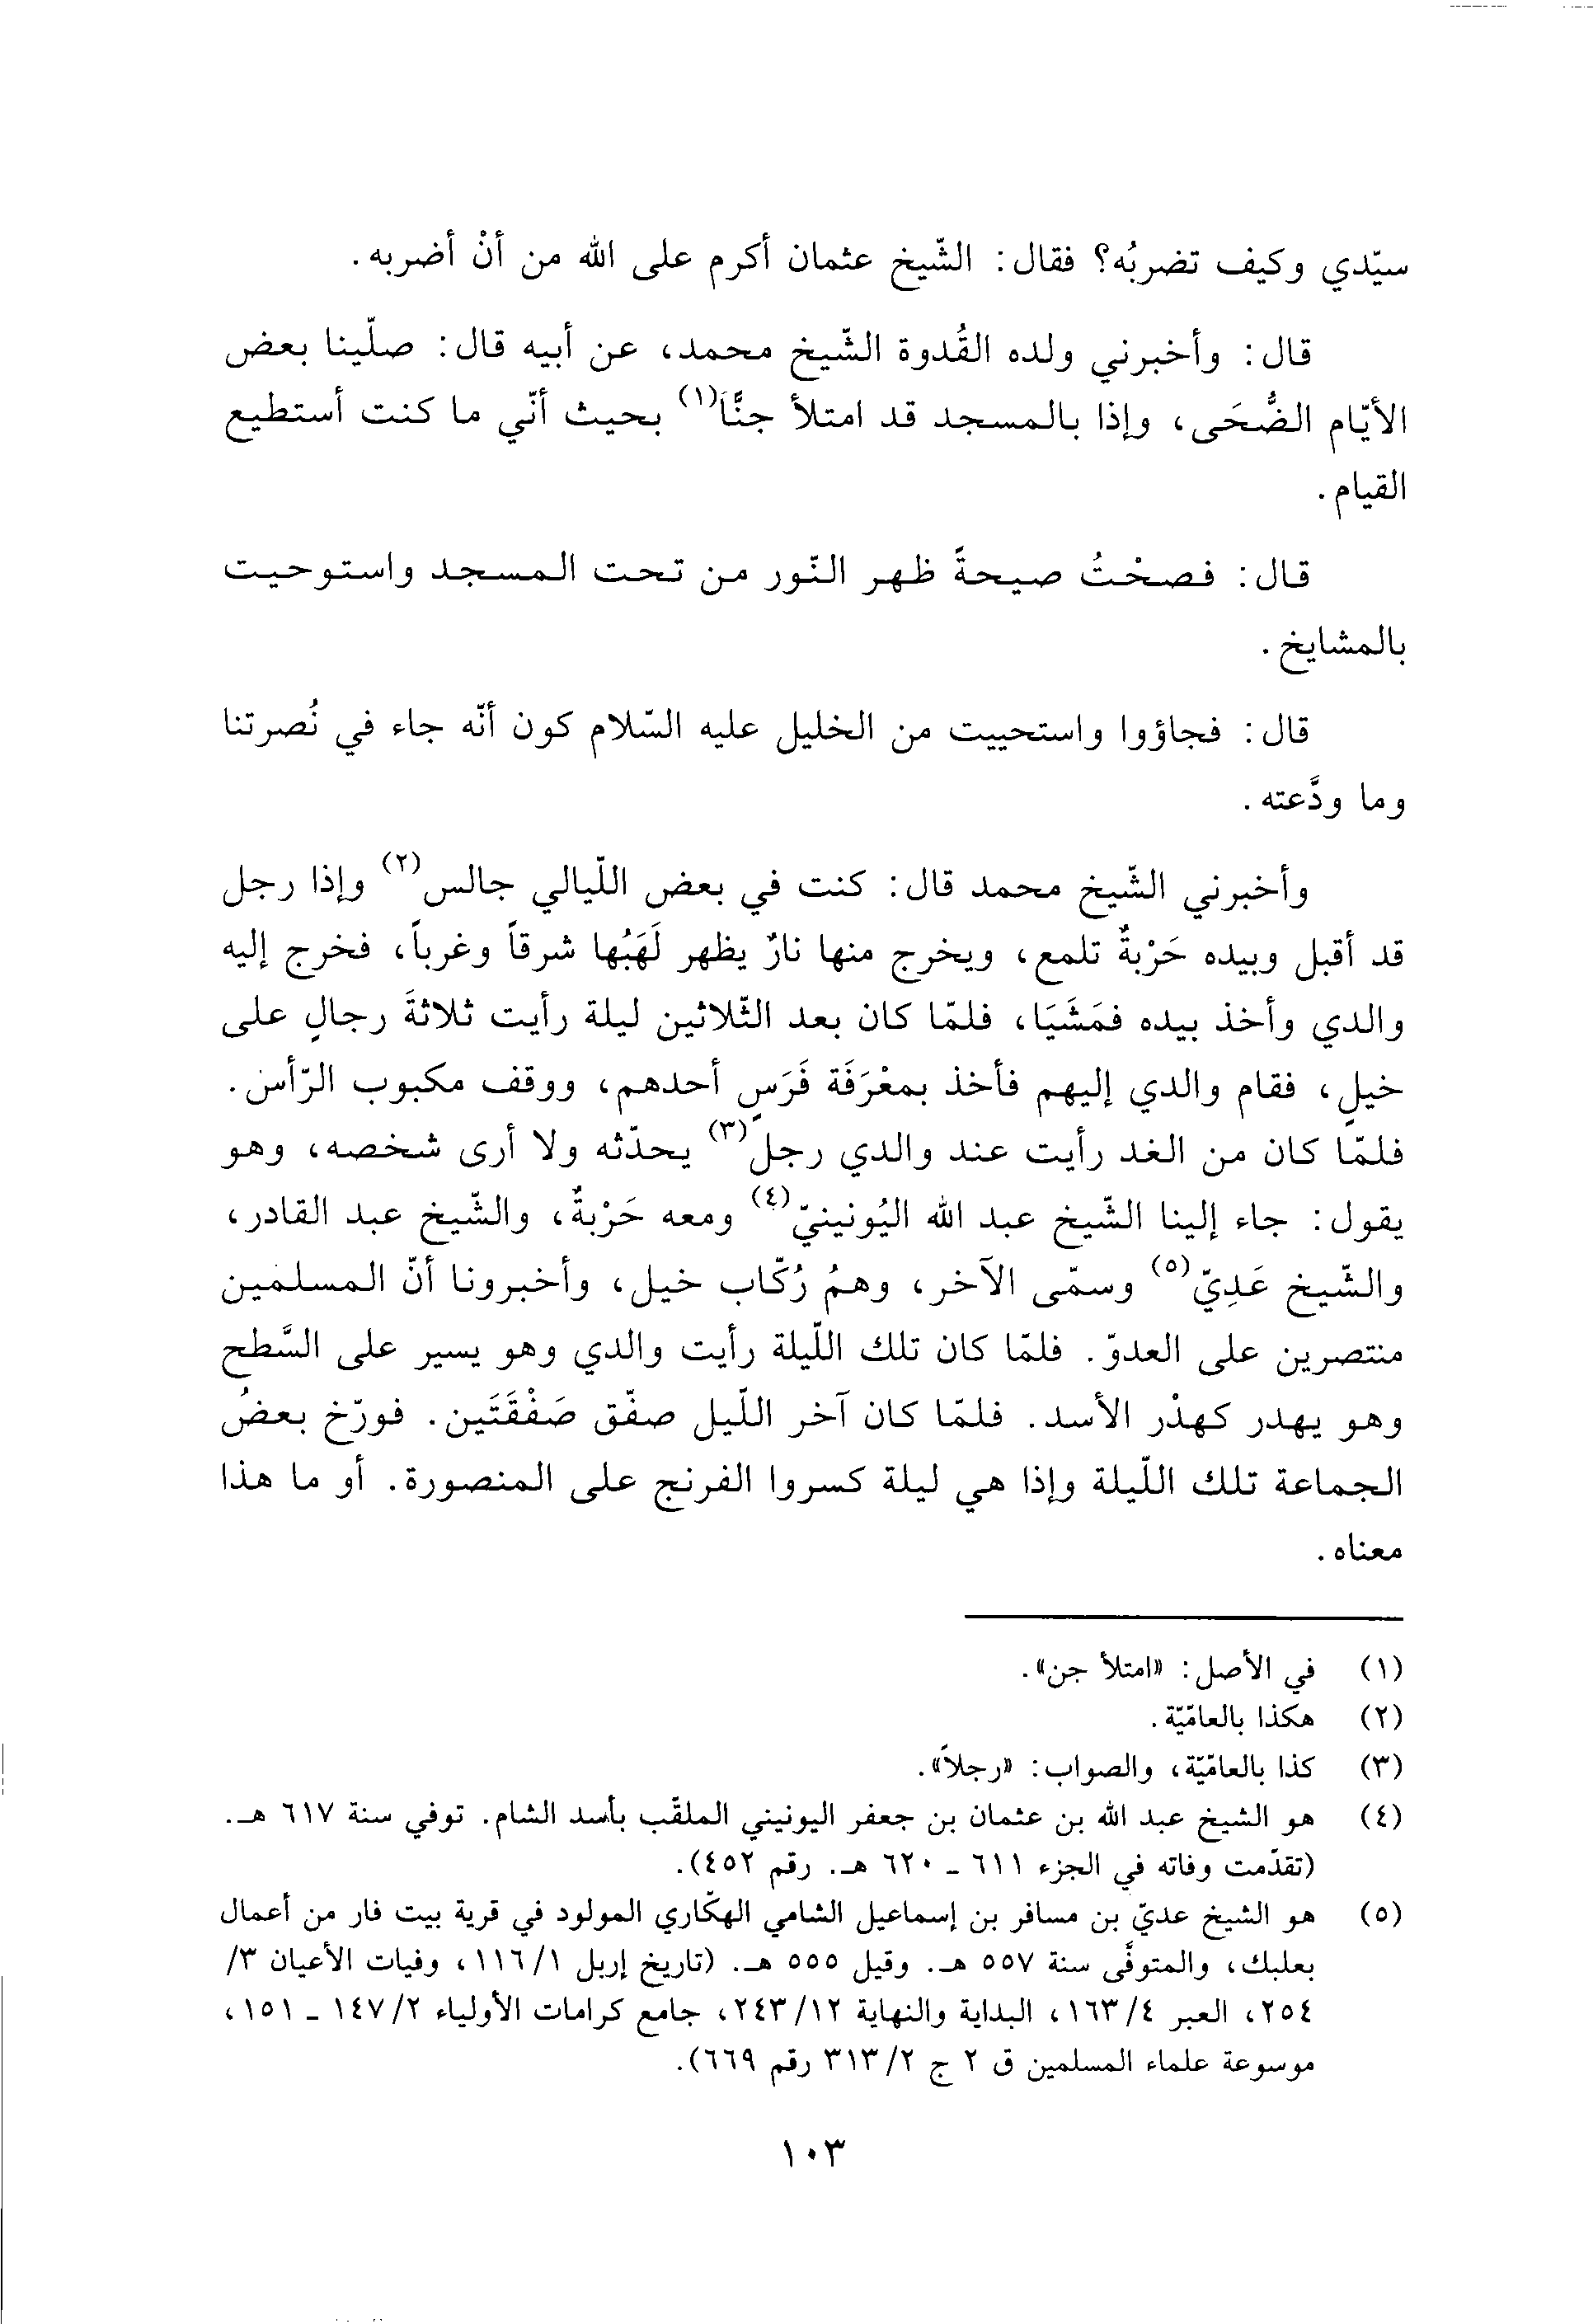 سيّدي وكيف تضربُه؟ فقال: الشّيخ عثمان أكرم على الله من أنْ أضربه.
قال: وأخبرني ولده القُدوة الشّيخ محمد، عن أبيه قال: صلّينا بعض
الأيّام الضُّحَى، وإذا بالمسجد قد امتلأ جنًّا(١) بحيث أنّي ما كنت أستطيع
القيام.
قال: فصحْتُ صيحةً ظهر النّور من تحت المسجد واستوحيت
بالمشايخ.
قال: فجاؤوا واستحييت من الخليل عليه السّلام كون أنّه جاء في نُصرتنا
وما ودَّعته.
وأخبرني الشّيخ محمد قال: كنت في بعض اللّيالي جالس(٢) وإذا رجل
قد أقبل وبيده حَرْبةٌ تلمع، ويخرج منها نارٌ يظهر لَهَبُها شرقاً وغرباً، فخرج إليه
والدي وأخذ بيده فمَشَيَا، فلمّا كان بعد الثّلاثين ليلة رأيت ثلاثةَ رجالٍ على
خيلٍ، فقام والدي إليهم فأخذ بمعْرَفَة فَرَسٍ أحدهم، ووقف مكبوب الرّأس.
فلمّا كان من الغد رأيت عند والدي رجل(٣) يحدّثه ولا أرى شخصه، وهو
يقول: جاء إلينا الشّيخ عبد الله اليُونينيّ(٤) ومعه حَرْبةٌ، والشّيخ عبد القادر،
والشّيخ عَدِيّ(٥) وسمّى الآخر، وهمُ رُكّاب خيل، وأخبرونا أنّ المسلمين
منتصرين على العدوّ. فلمّا كان تلك اللّيلة رأيت والدي وهو يسير على السَّطح
وهو يهدر كهدْر الأسد. فلمّا كان آخر اللّيل صفّق صَفْقَتَين. فورّخ بعضُ
الجماعة تلك اللّيلة وإذا هي ليلة كسروا الفرنج على المنصورة. أو ما هذا
معناه.
(١) في الأصل: «امتلأ جن».
(٢) هكذا بالعامّيّة.
(٣) كذا بالعامّيّة، والصواب: «رجلاً».
(٤) هو الشيخ عبد الله بن عثمان بن جعفر اليونيني الملقّب بأسد الشام. توفي سنة ٦١٧ هـ.
(تقدّمت وفاته في الجزء ٦١١ ـ ٦٢٠ هـ. رقم ٤٥٢).
(٥) هو الشيخ عديّ بن مسافر بن إسماعيل الشامي الهكّاري المولود في قرية بيت فار من أعمال
بعلبك، والمتوفَّى سنة ٥٥٧ هـ. وقيل ٥٥٥ هـ. (تاريخ إربل ١/١١٦، وفيات الأعيان ٣/
٢٥٤، العبر ٤/١٦٣، البداية والنهاية ١٢/٢٤٣، جامع كرامات الأولياء ٢/١٤٧ ـ ١٥١،
موسوعة علماء المسلمين ق ٢ ج ٢/٣١٣ رقم ٦٦٩).
١٠٣